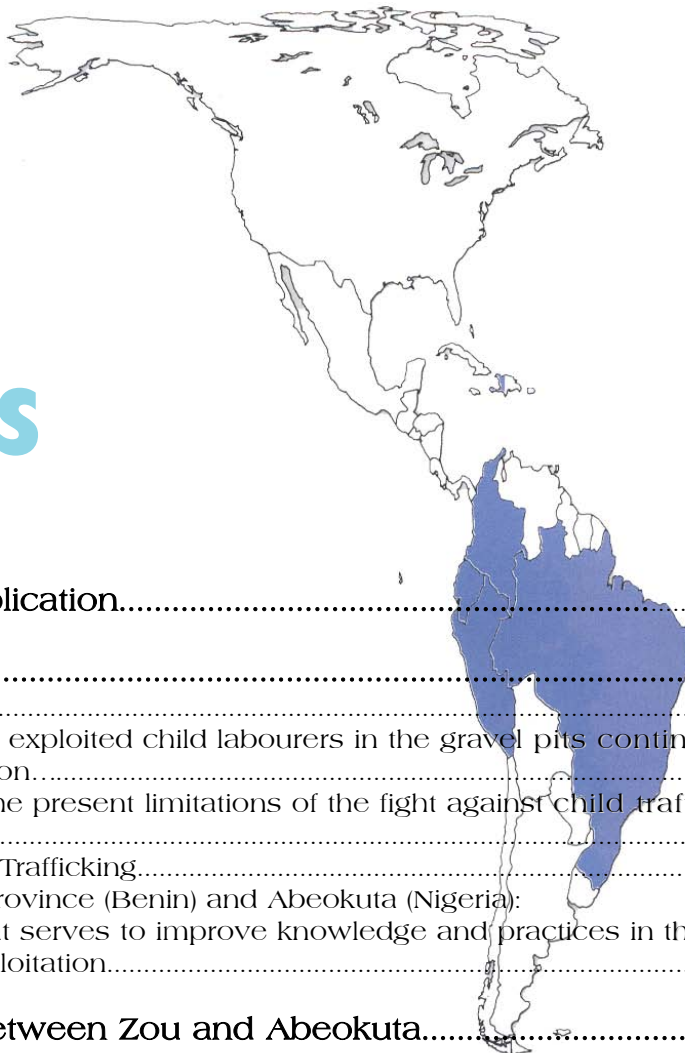 s
plication.....................................................................
................................................................................
................................................................................
exploited child labourers in the gravel pits contin
on................................................................................
he present limitations of the fight against child traf
................................................................................
Trafficking.....................................................................
rovince (Benin) and Abeokuta (Nigeria):
t serves to improve knowledge and practices in th
loitation.....................................................................
etween Zou and Abeokuta...............................